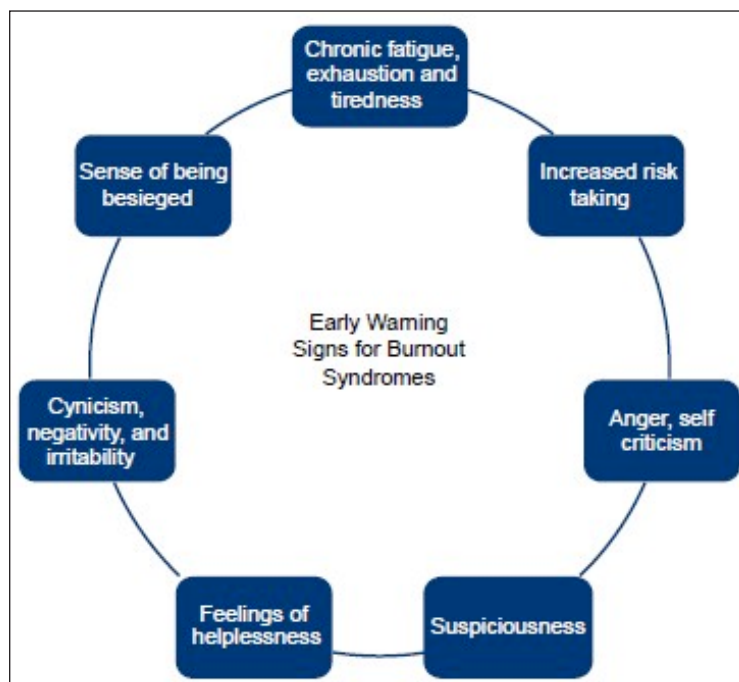 Chronic fatigue,
exhaustion and
tiredness
Increased risk
taking
Anger, self
criticism
Suspiciousness
Feelings of
helplessness
Cynicism,
negativity, and
irritability
Sense of being
besieged
Early Warning
Signs for Burnout
Syndromes